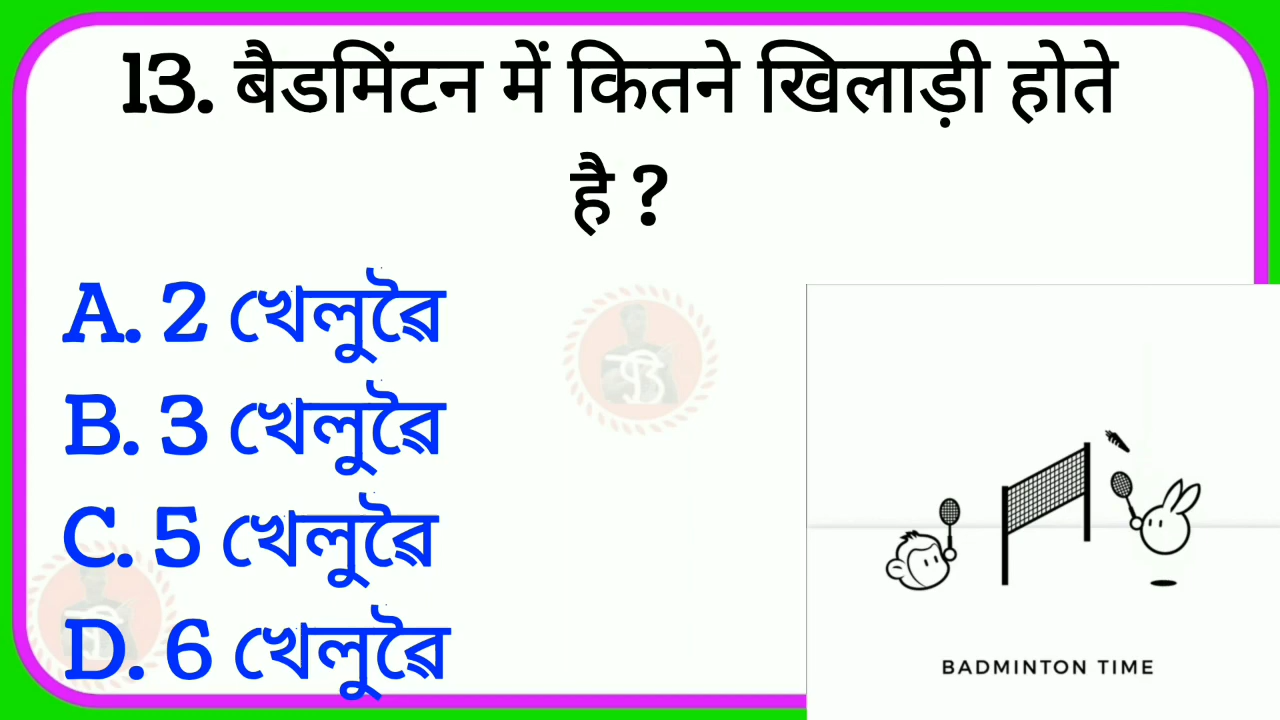 13. बैडमिंटन में कितने खिलाड़ी होते
है ?
A. 2 খেলুৱৈ
B. 3 খেলুৱৈ
C. 5 খেলুৱৈ
D. 6 খেলুৱৈ
BADMINTON TIME